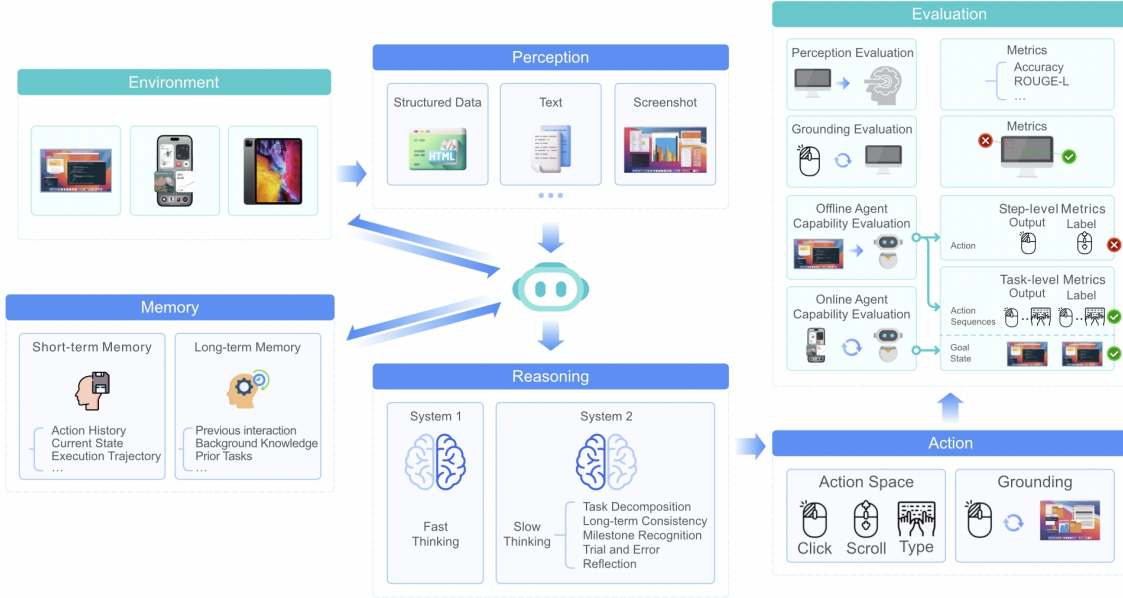 Environment
Perception
Structured Data
Text
Screenshot
HTML
...
Memory
Short-term Memory
Action History
Current State
Execution Trajectory
...
Long-term Memory
Previous interaction
Background Knowledge
Prior Tasks
...
Reasoning
System 1
Fast
Thinking
System 2
Slow
Thinking
Task Decomposition
Long-term Consistency
Milestone Recognition
Trial and Error
Reflection
Evaluation
Perception Evaluation
Metrics
Accuracy
ROUGE-L
...
Grounding Evaluation
Metrics
Offline Agent
Capability Evaluation
Step-level Metrics
Output
Label
Action
Task-level Metrics
Output
Label
Action
Sequences
Online Agent
Capability Evaluation
Goal
State
Action
Action Space
Click
Scroll
Type
Grounding